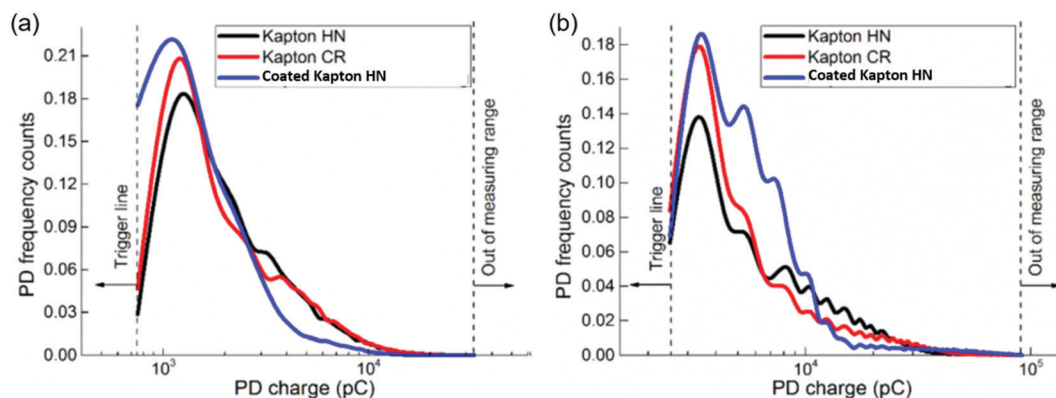 (a)
Kapton HN
Kapton CR
Coated Kapton HN
0.21
0.18
0.15
0.12
0.09
0.06
0.03
0.00
PD frequency counts
Trigger line
Out of measuring range
10³
10⁴
PD charge (pC)
(b)
Kapton HN
Kapton CR
Coated Kapton HN
0.18
0.16
0.14
0.12
0.10
0.08
0.06
0.04
0.02
0.00
PD frequency counts
Trigger line
Out of measuring range
10⁴
10⁵
PD charge (pC)